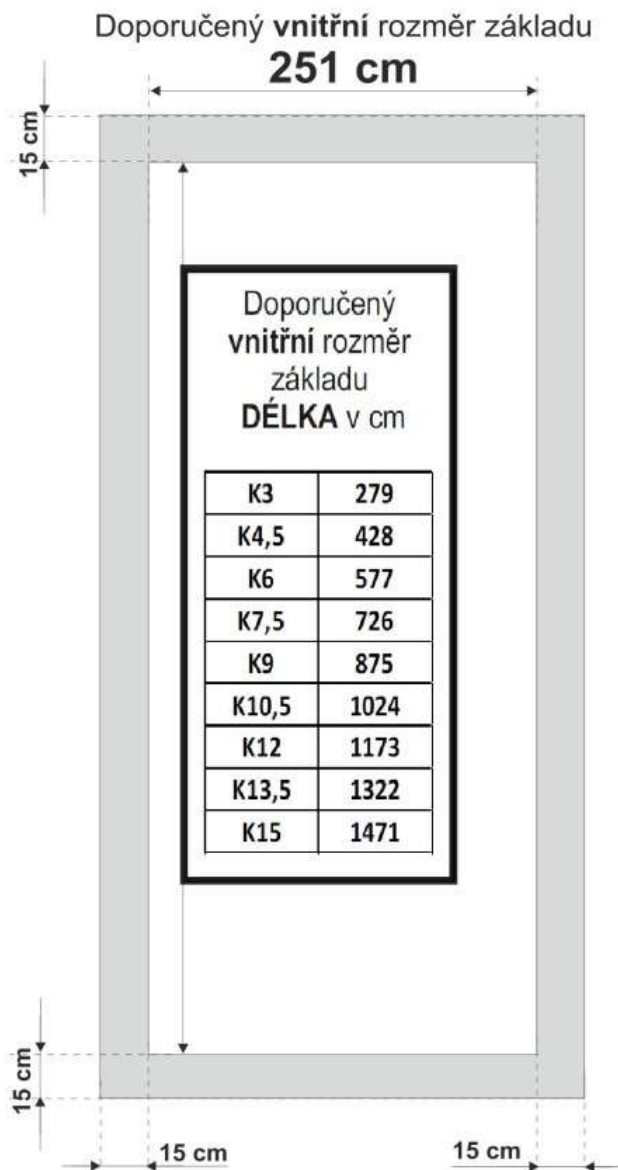 Doporučený vnitřní rozměr základu
251 cm
15 cm
Doporučený
vnitřní rozměr
základu
DÉLKA v cm
K3 279
K4,5 428
K6 577
K7,5 726
K9 875
K10,5 1024
K12 1173
K13,5 1322
K15 1471
15 cm
15 cm 15 cm